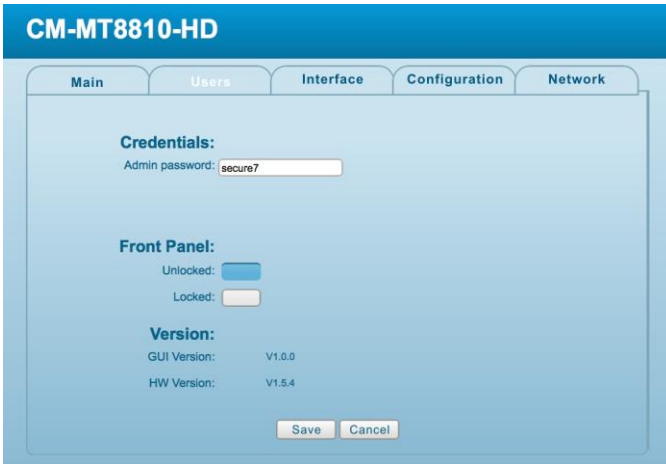 CM-MT8810-HD
Main Users Interface Configuration Network
Credentials:
Admin password: secure7
Front Panel:
Unlocked:
Locked:
Version:
GUI Version: V1.0.0
HW Version: V1.5.4
Save Cancel